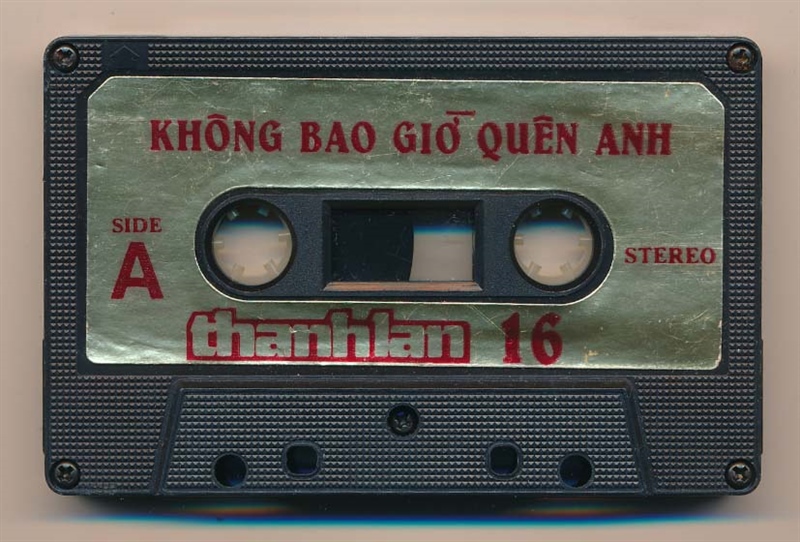 KHÔNG BAO GIỜ QUÊN ANH
SIDE
A
STEREO
thanhlan 16